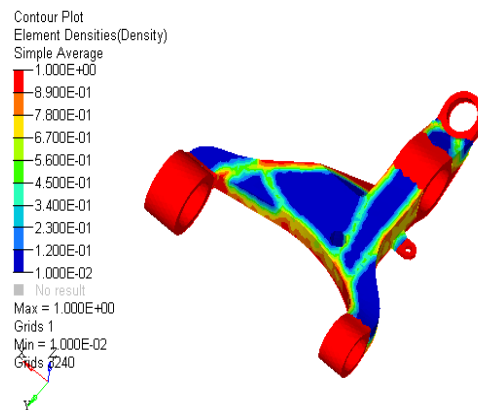 Contour Plot
Element Densities(Density)
Simple Average
1.000E+00
8.900E-01
7.800E-01
6.700E-01
5.600E-01
4.500E-01
3.400E-01
2.300E-01
1.200E-01
1.000E-02
No result
Max = 1.000E+00
Grids 1
Min = 1.000E-02
Grids 3240
X
Z
Y